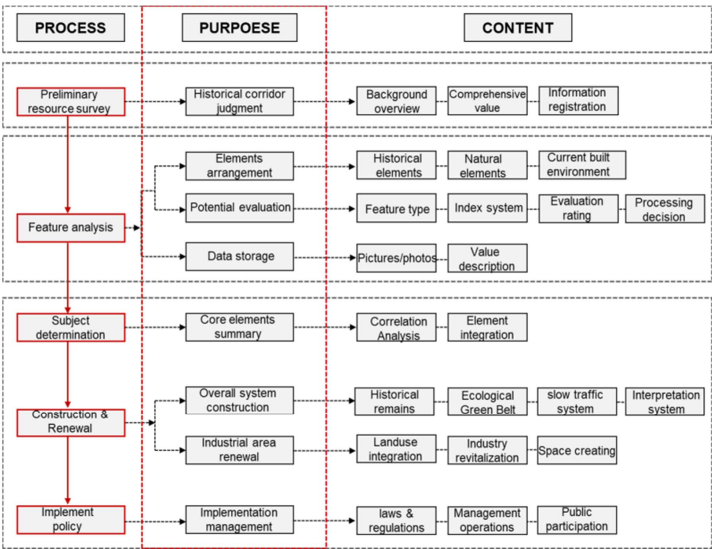 PROCESS
PURPOESE
CONTENT
Preliminary
resource survey
Historical corridor
judgment
Background
overview
Comprehensive
value
Information
registration
Feature analysis
Elements
arrangement
Historical
elements
Natural
elements
Current built
environment
Potential evaluation
Feature type
Index system
Evaluation
rating
Processing
decision
Data storage
Pictures/photos
Value
description
Subject
determination
Core elements
summary
Correlation
Analysis
Element
integration
Construction &
Renewal
Overall system
construction
Historical
remains
Ecological
Green Belt
slow traffic
system
Interpretation
system
Industrial area
renewal
Landuse
integration
Industry
revitalization
Space creating
Implement
policy
Implementation
management
laws &
regulations
Management
operations
Public
participation